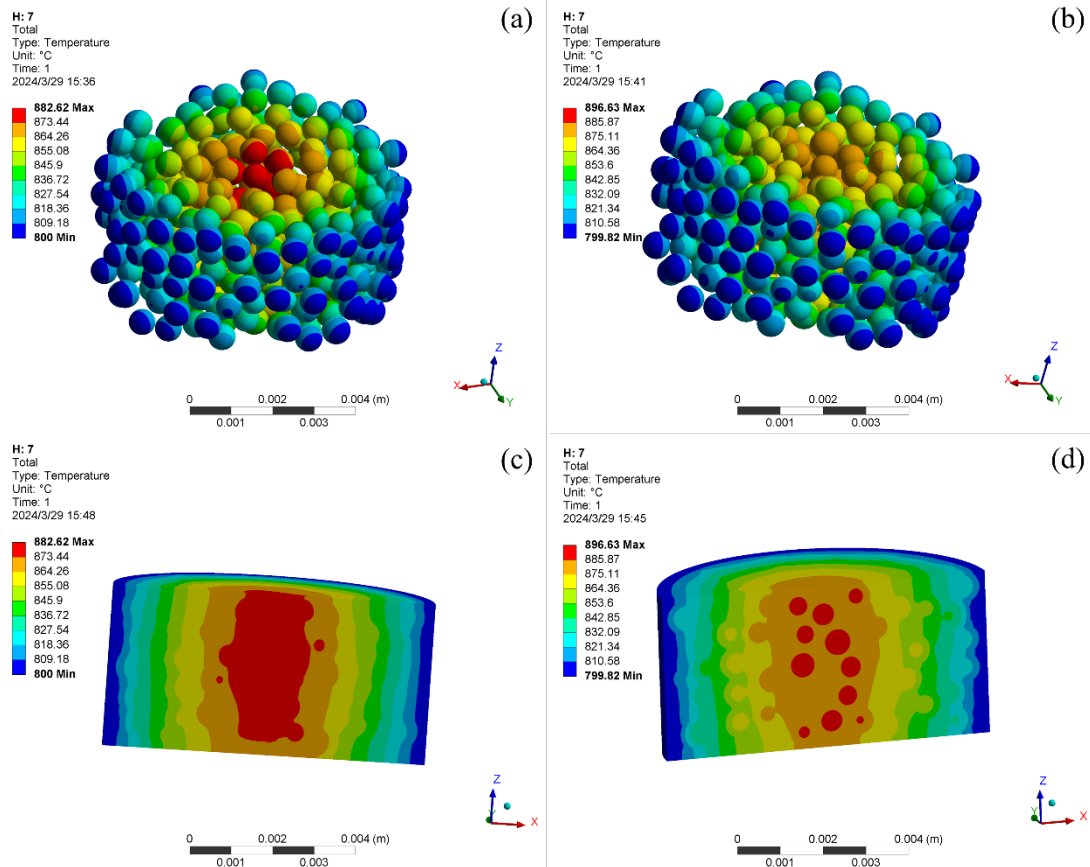 (a)
H: 7
Total
Type: Temperature
Unit: °C
Time: 1
2024/3/29 15:36
882.62 Max
873.44
864.26
855.08
845.9
836.72
827.54
818.36
809.18
800 Min
Z
X
Y
0 0.002 0.004 (m)
0.001 0.003
(b)
H: 7
Total
Type: Temperature
Unit: °C
Time: 1
2024/3/29 15:41
896.63 Max
885.87
875.11
864.36
853.6
842.85
832.09
821.34
810.58
799.82 Min
Z
X
Y
0 0.002 0.004 (m)
0.001 0.003
(c)
H: 7
Total
Type: Temperature
Unit: °C
Time: 1
2024/3/29 15:48
882.62 Max
873.44
864.26
855.08
845.9
836.72
827.54
818.36
809.18
800 Min
Z
Y
X
0 0.002 0.004 (m)
0.001 0.003
(d)
H: 7
Total
Type: Temperature
Unit: °C
Time: 1
2024/3/29 15:45
896.63 Max
885.87
875.11
864.36
853.6
842.85
832.09
821.34
810.58
799.82 Min
Z
Y
X
0 0.002 0.004 (m)
0.001 0.003